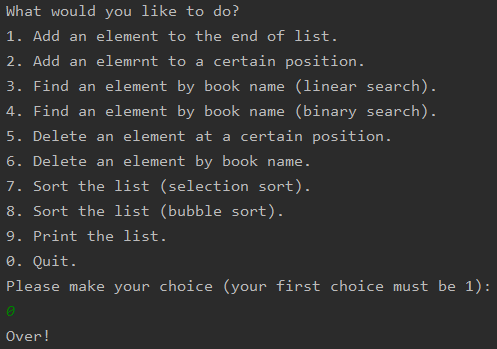 What would you like to do?
1. Add an element to the end of list.
2. Add an elemrnt to a certain position.
3. Find an element by book name (linear search).
4. Find an element by book name (binary search).
5. Delete an element at a certain position.
6. Delete an element by book name.
7. Sort the list (selection sort).
8. Sort the list (bubble sort).
9. Print the list.
0. Quit.
Please make your choice (your first choice must be 1):
0
Over!